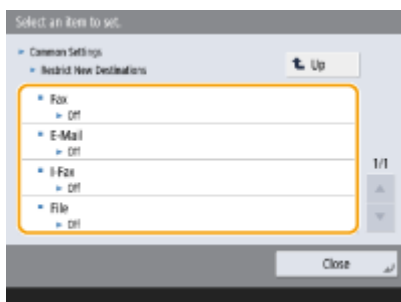 Select an item to set.
Common Settings
Restrict New Destinations
Up
Fax
Off
E-Mail
Off
I-Fax
Off
File
Off
1/1
Close